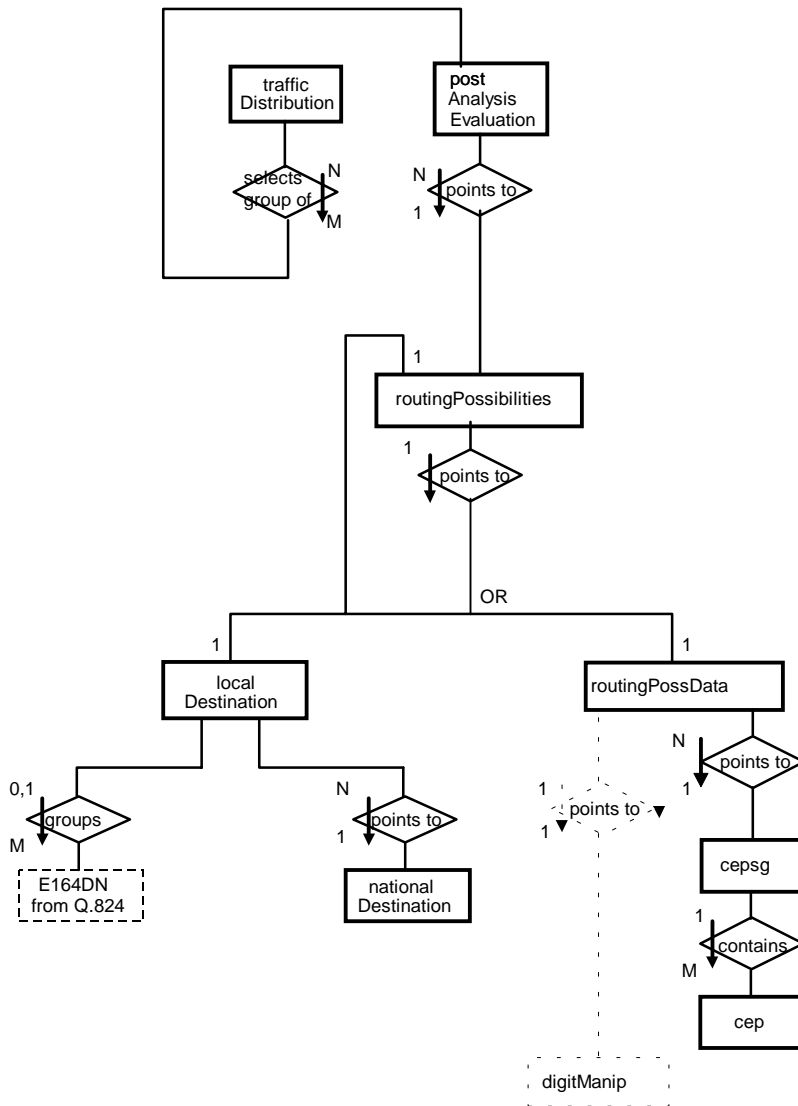 traffic
Distribution
post
Analysis
Evaluation
selects
group of
N
M
N
1
points to
1
routingPossibilities
1
points to
OR
1
1
local
Destination
routingPossData
N
1
points to
0,1
M
groups
N
1
points to
1
1
points to
E164DN
from Q.824
national
Destination
cepsg
1
M
contains
cep
digitManip